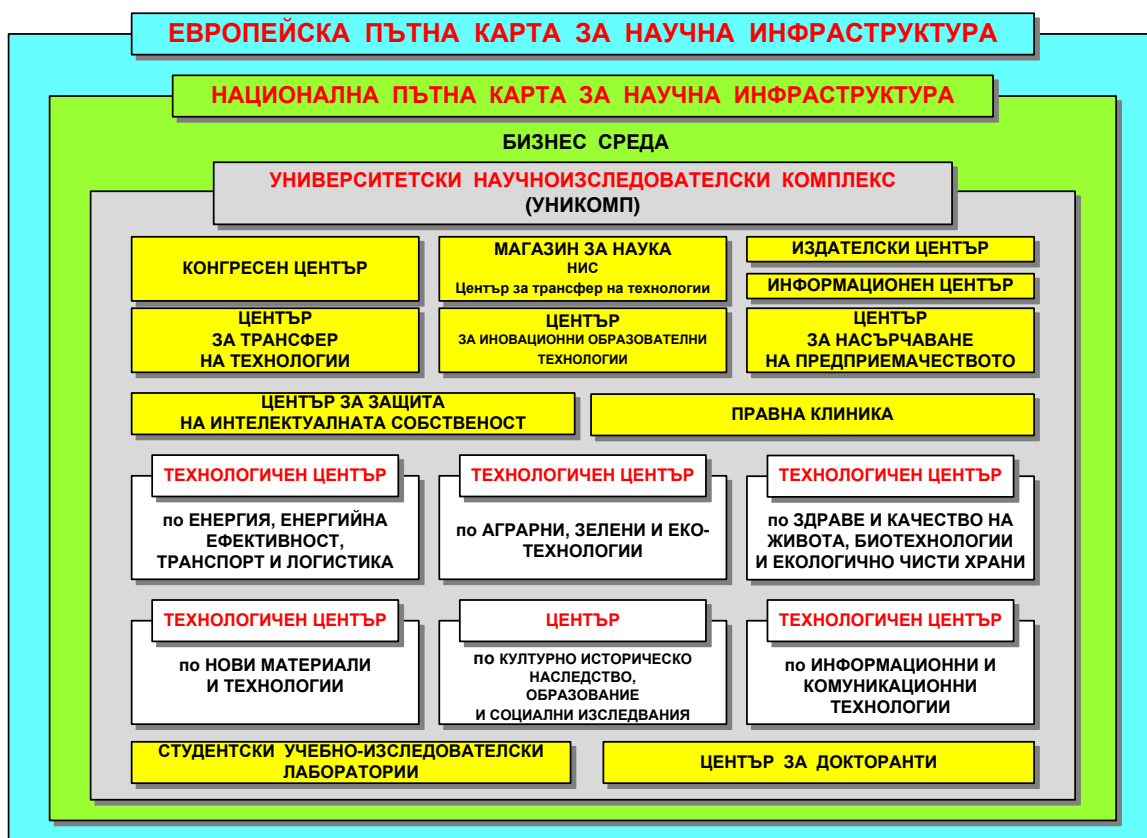 ЕВРОПЕЙСКА ПЪТНА КАРТА ЗА НАУЧНА ИНФРАСТРУКТУРА
НАЦИОНАЛНА ПЪТНА КАРТА ЗА НАУЧНА ИНФРАСТРУКТУРА
БИЗНЕС СРЕДА
УНИВЕРСИТЕТСКИ НАУЧНОИЗСЛЕДОВАТЕЛСКИ КОМПЛЕКС
(УНИКОМП)
КОНГРЕСЕН ЦЕНТЪР
МАГАЗИН ЗА НАУКА
НИС
Център за трансфер на технологии
ИЗДАТЕЛСКИ ЦЕНТЪР
ИНФОРМАЦИОНЕН ЦЕНТЪР
ЦЕНТЪР
ЗА ТРАНСФЕР
НА ТЕХНОЛОГИИ
ЦЕНТЪР
ЗА ИНОВАЦИОННИ ОБРАЗОВАТЕЛНИ
ТЕХНОЛОГИИ
ЦЕНТЪР
ЗА НАСЪРЧАВАНЕ
НА ПРЕДПРИЕМАЧЕСТВОТО
ЦЕНТЪР ЗА ЗАЩИТА
НА ИНТЕЛЕКТУАЛНАТА СОБСТВЕНОСТ
ПРАВНА КЛИНИКА
ТЕХНОЛОГИЧЕН ЦЕНТЪР
по ЕНЕРГИЯ, ЕНЕРГИЙНА
ЕФЕКТИВНОСТ,
ТРАНСПОРТ И ЛОГИСТИКА
ТЕХНОЛОГИЧЕН ЦЕНТЪР
по АГРАРНИ, ЗЕЛЕНИ И ЕКО-
ТЕХНОЛОГИИ
ТЕХНОЛОГИЧЕН ЦЕНТЪР
по ЗДРАВЕ И КАЧЕСТВО НА
ЖИВОТА, БИОТЕХНОЛОГИИ
И ЕКОЛОГИЧНО ЧИСТИ ХРАНИ
ТЕХНОЛОГИЧЕН ЦЕНТЪР
по НОВИ МАТЕРИАЛИ
И ТЕХНОЛОГИИ
ЦЕНТЪР
по КУЛТУРНО ИСТОРИЧЕСКО
НАСЛЕДСТВО,
ОБРАЗОВАНИЕ
И СОЦИАЛНИ ИЗСЛЕДВАНИЯ
ТЕХНОЛОГИЧЕН ЦЕНТЪР
по ИНФОРМАЦИОННИ И
КОМУНИКАЦИОННИ
ТЕХНОЛОГИИ
СТУДЕНТСКИ УЧЕБНО-ИЗСЛЕДОВАТЕЛСКИ
ЛАБОРАТОРИИ
ЦЕНТЪР ЗА ДОКТОРАНТИ